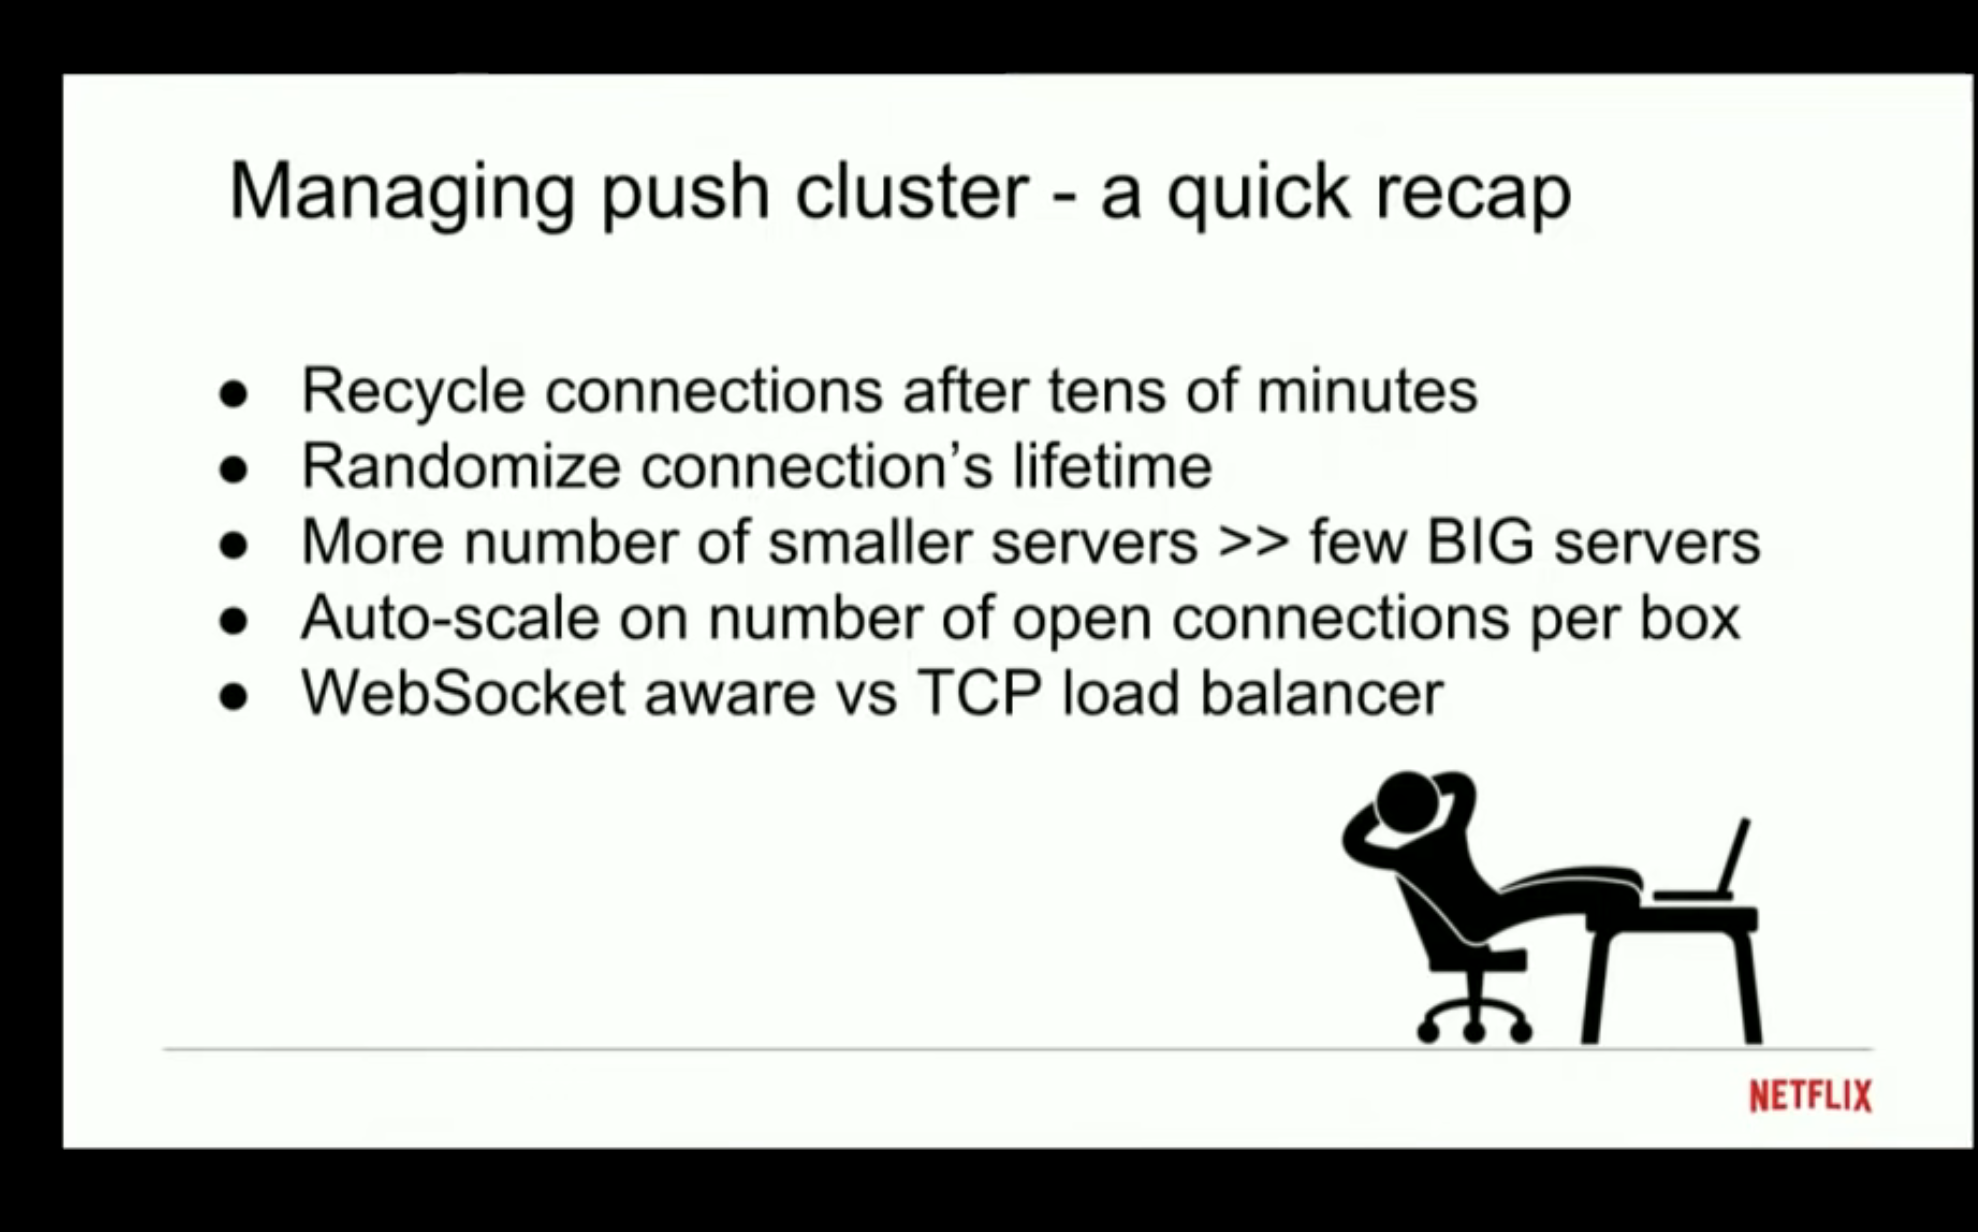 Managing push cluster - a quick recap
● Recycle connections after tens of minutes
● Randomize connection’s lifetime
● More number of smaller servers >> few BIG servers
● Auto-scale on number of open connections per box
● WebSocket aware vs TCP load balancer
NETFLIX